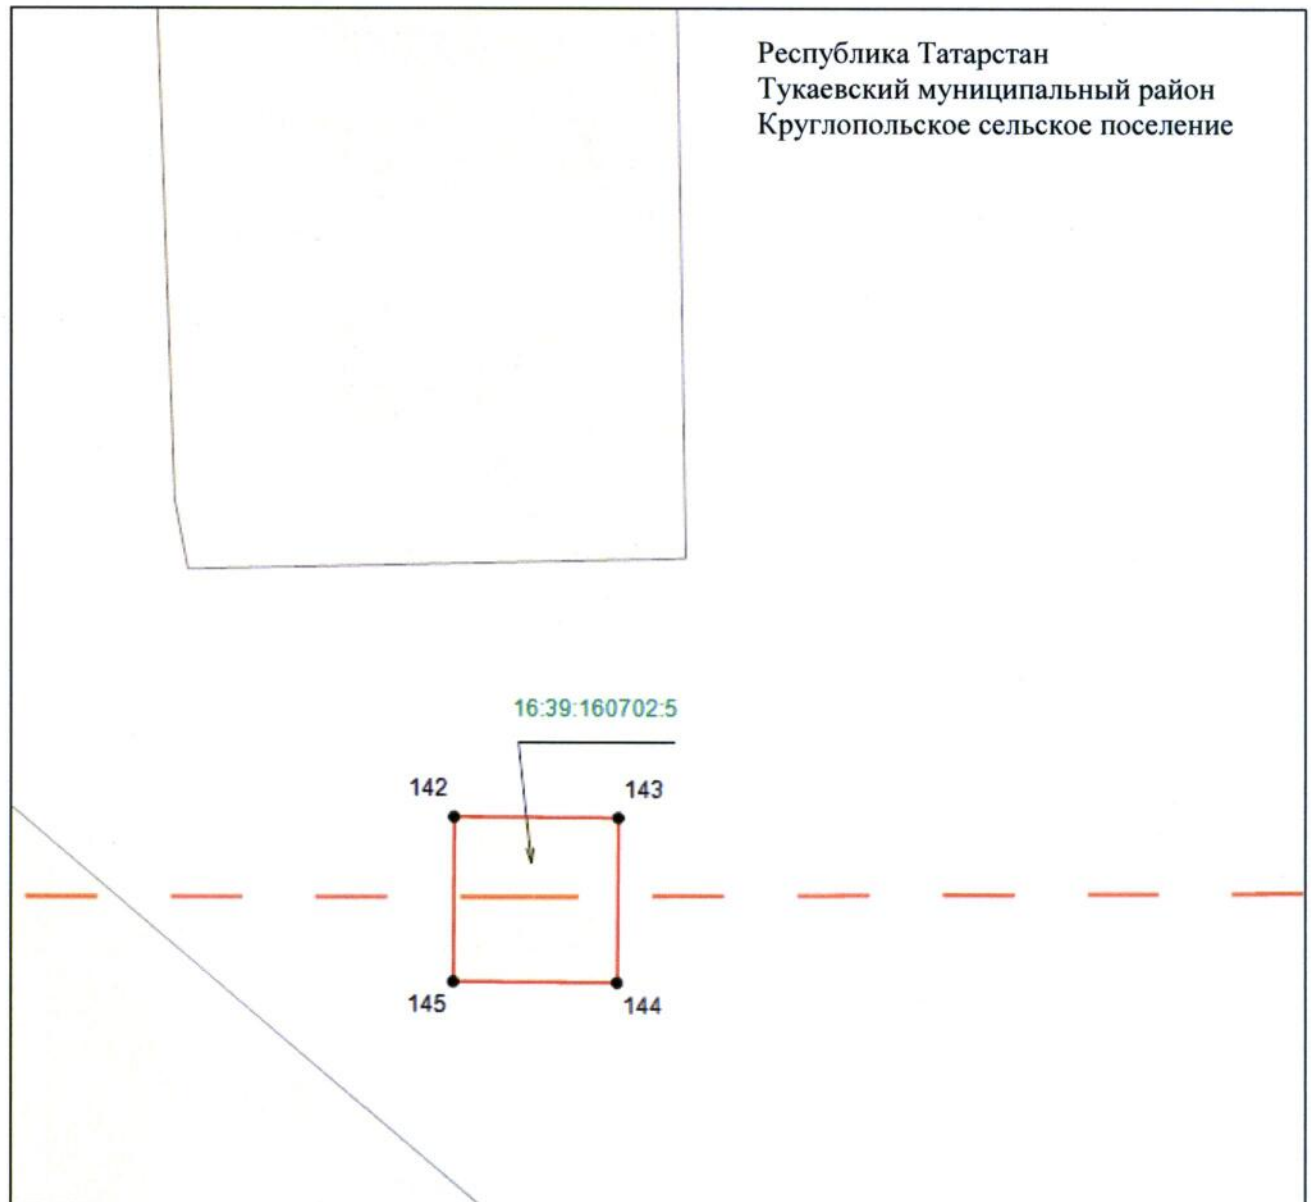 Республика Татарстан
Тукаевский муниципальный район
Круглопольское сельское поселение
16:39:160702:5
142
143
145
144